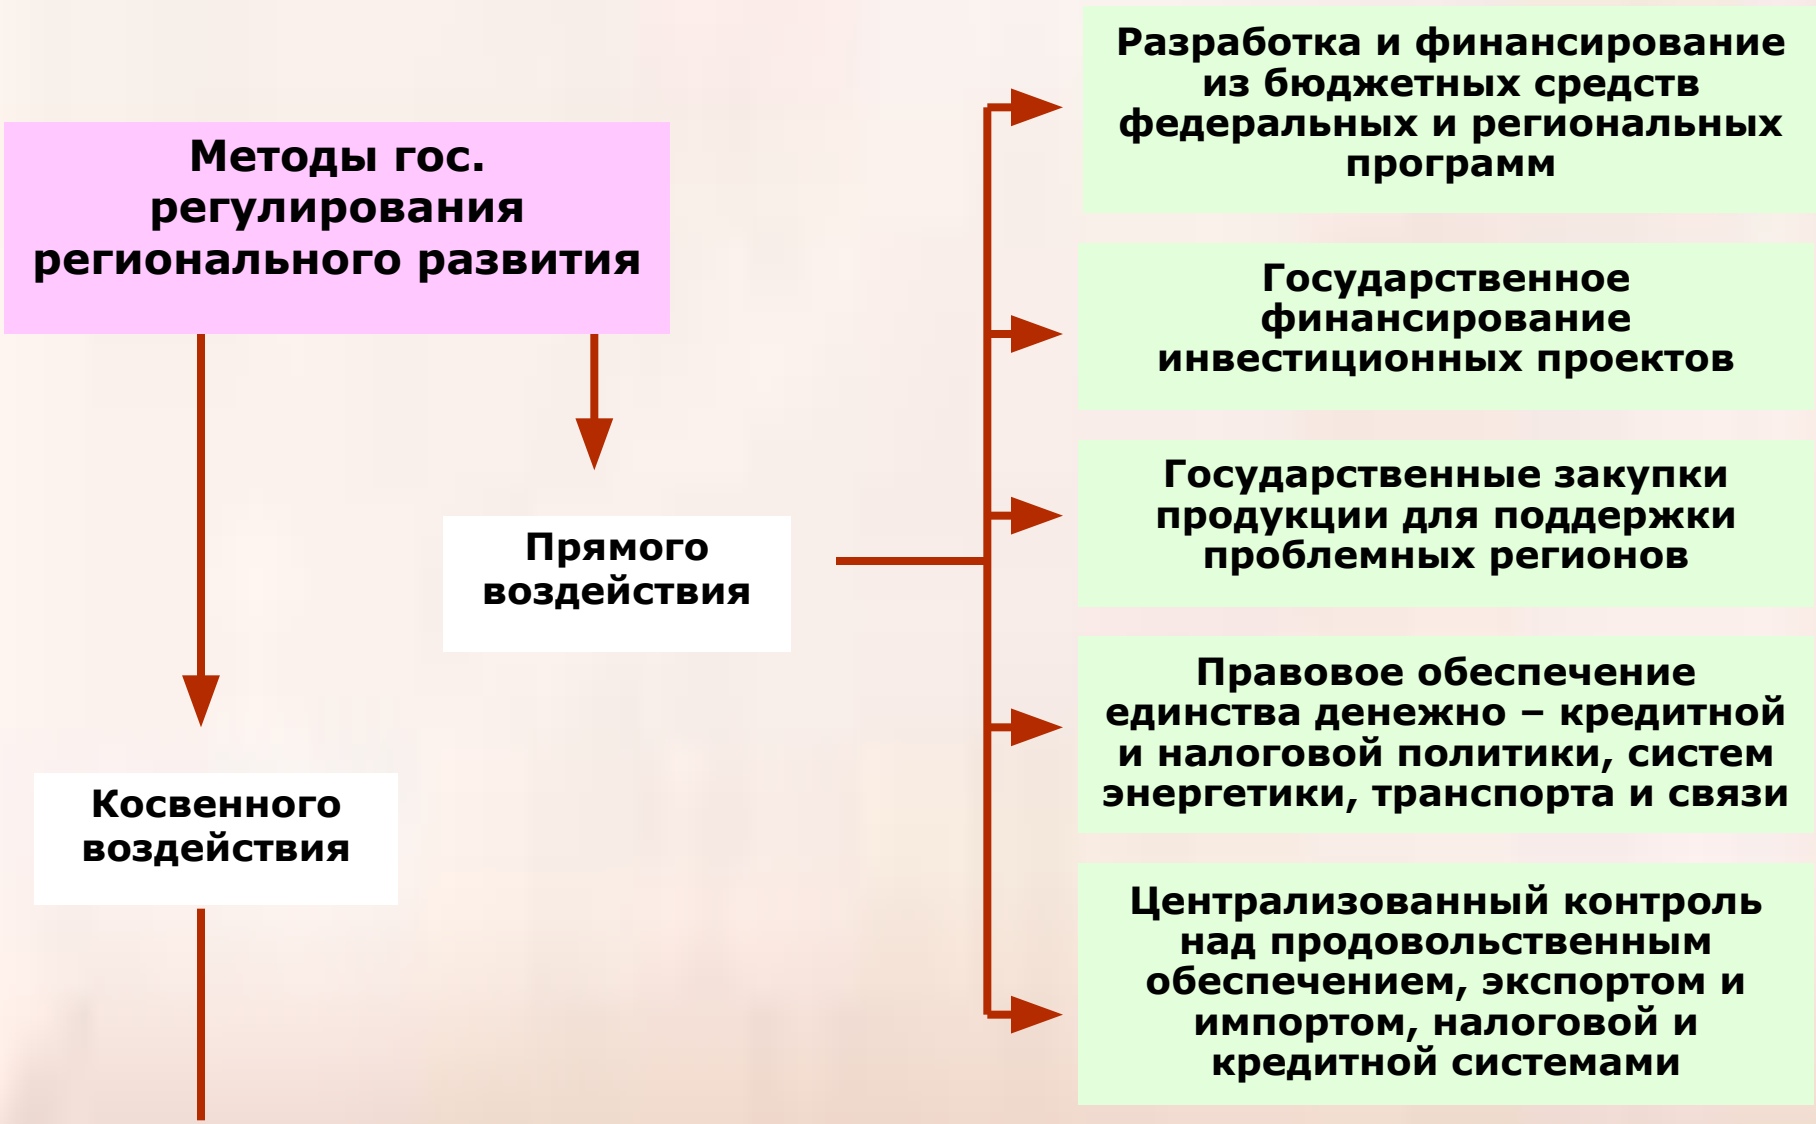 Методы гос.
регулирования
регионального развития
Прямого
воздействия
Косвенного
воздействия
Разработка и финансирование
из бюджетных средств
федеральных и региональных
программ
Государственное
финансирование
инвестиционных проектов
Государственные закупки
продукции для поддержки
проблемных регионов
Правовое обеспечение
единства денежно – кредитной
и налоговой политики, систем
энергетики, транспорта и связи
Централизованный контроль
над продовольственным
обеспечением, экспортом и
импортом, налоговой и
кредитной системами